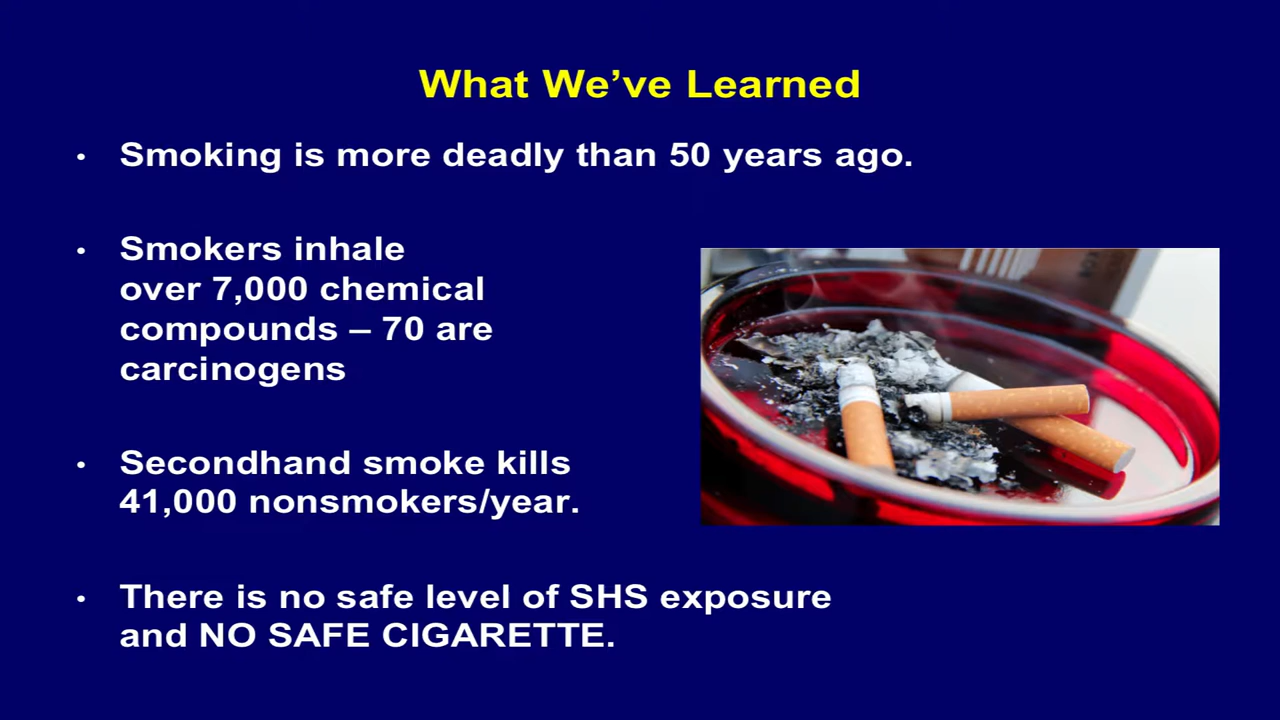 What We’ve Learned
• Smoking is more deadly than 50 years ago.
• Smokers inhale
over 7,000 chemical
compounds – 70 are
carcinogens
• Secondhand smoke kills
41,000 nonsmokers/year.
• There is no safe level of SHS exposure
and NO SAFE CIGARETTE.